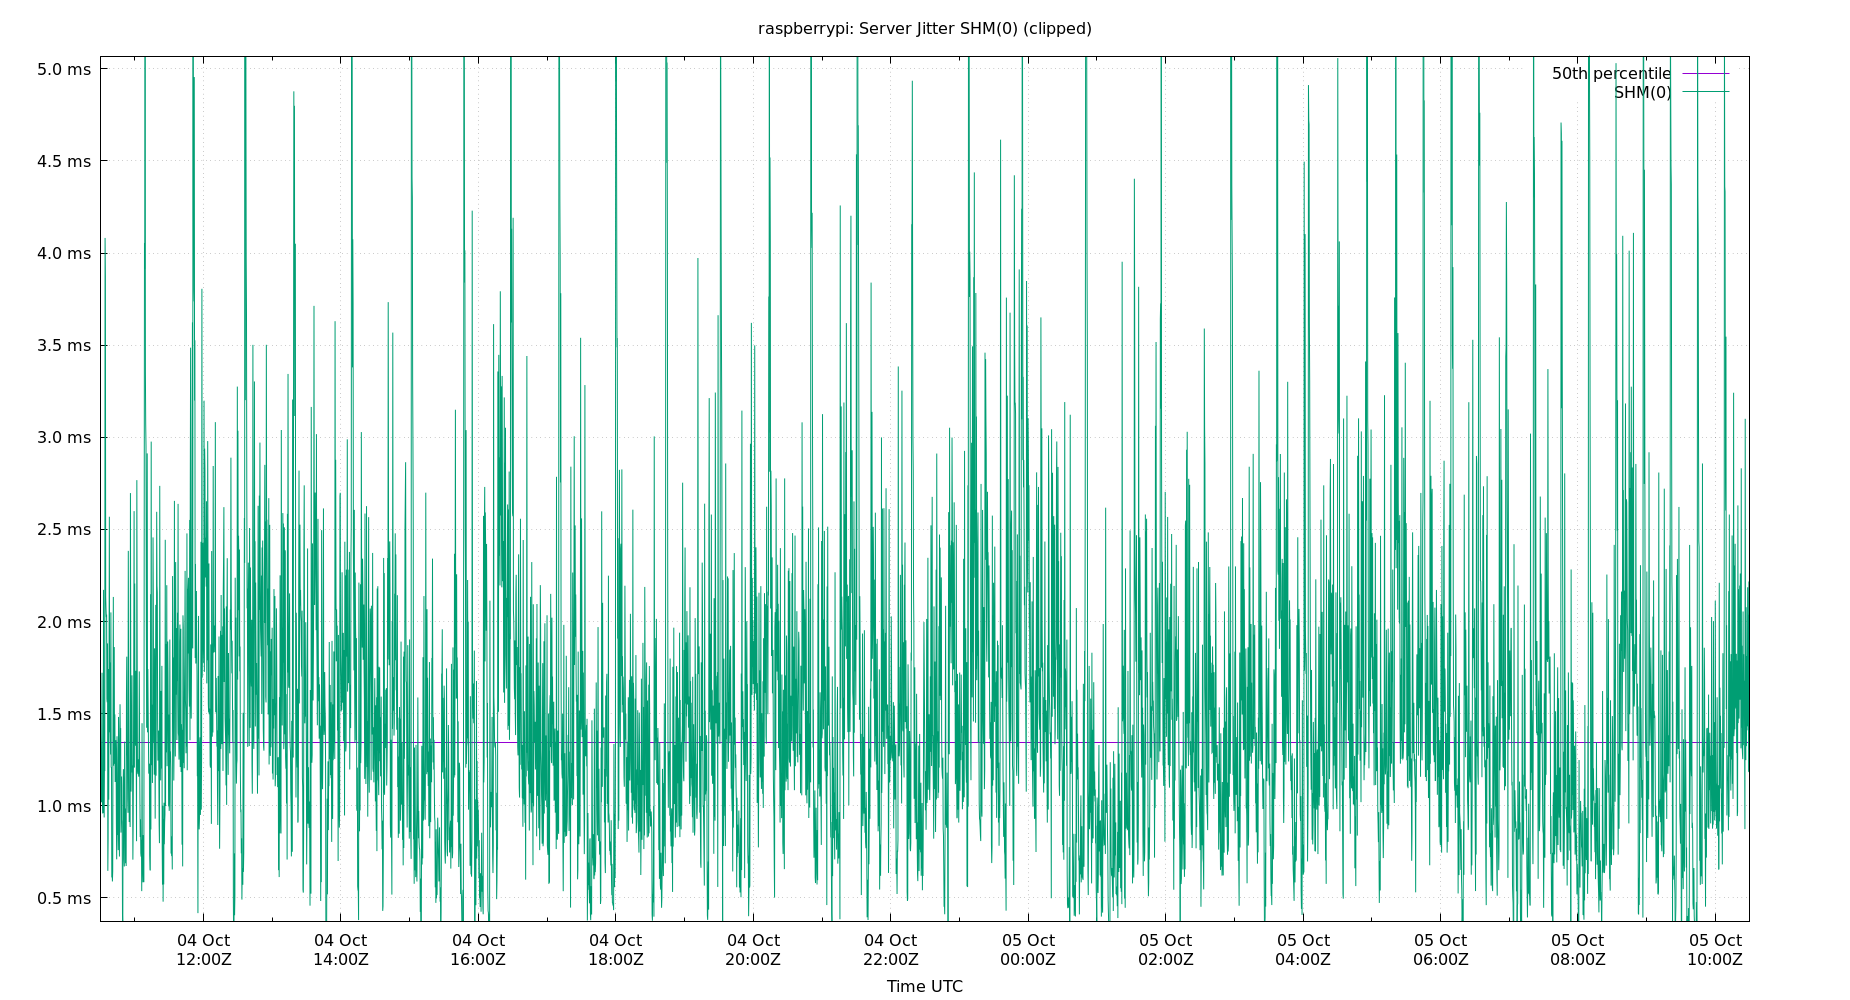 raspberrypi: Server Jitter SHM(0) (clipped)
50th percentile
SHM(0)
5.0 ms
4.5 ms
4.0 ms
3.5 ms
3.0 ms
2.5 ms
2.0 ms
1.5 ms
1.0 ms
0.5 ms
04 Oct 04 Oct 04 Oct 04 Oct 04 Oct 04 Oct 05 Oct 05 Oct 05 Oct 05 Oct 05 Oct 05 Oct
12:00Z 14:00Z 16:00Z 18:00Z 20:00Z 22:00Z 00:00Z 02:00Z 04:00Z 06:00Z 08:00Z 10:00Z
Time UTC